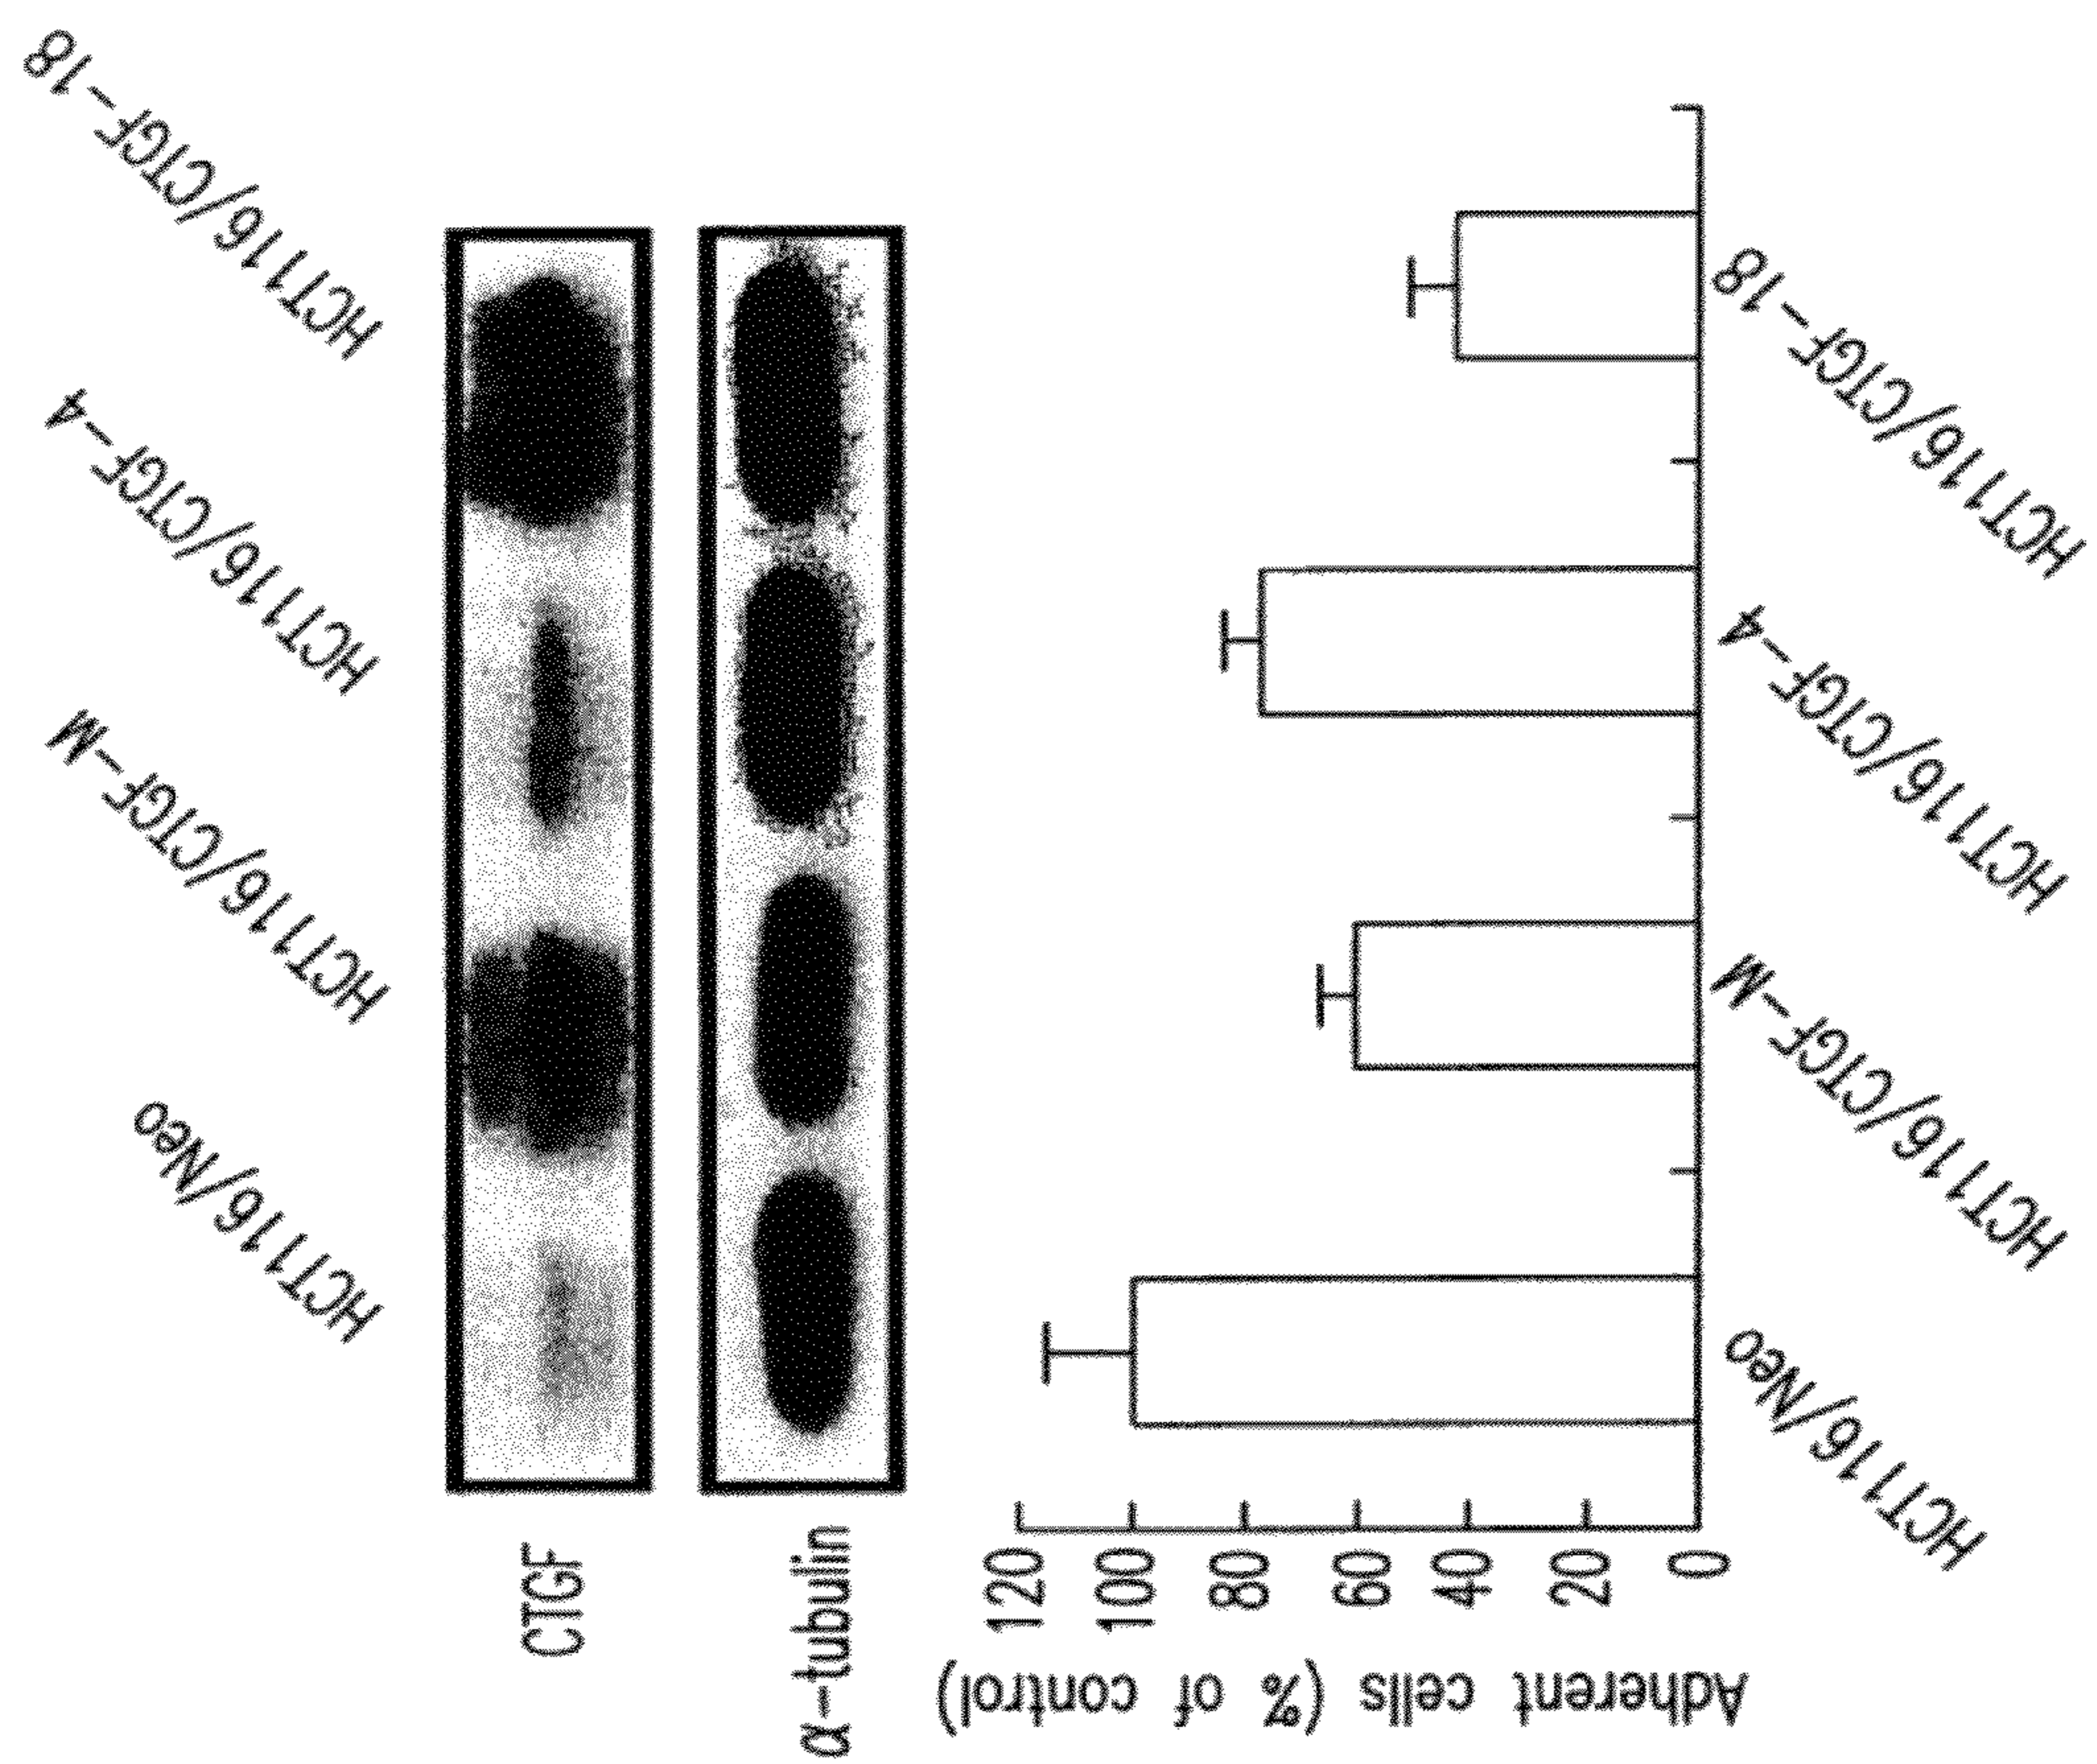 HCT116/Neo
HCT116/CTGF-M
HCT116/CTGF-4
HCT116/CTGF-18
CTGF
α-tubulin
Adherent cells (% of control)
120
100
80
60
40
20
0
HCT116/Neo
HCT116/CTGF-M
HCT116/CTGF-4
HCT116/CTGF-18